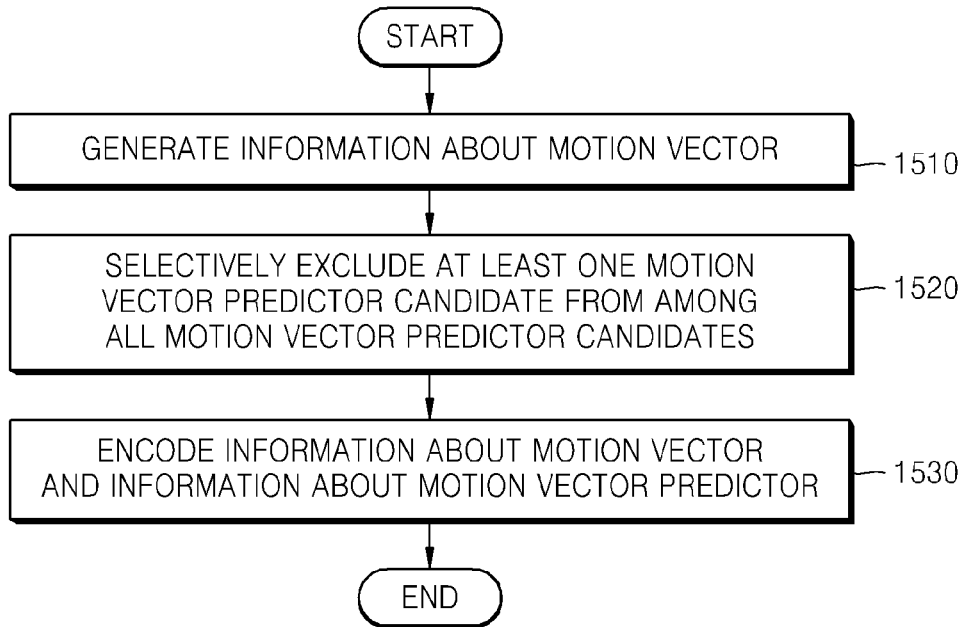 START
GENERATE INFORMATION ABOUT MOTION VECTOR
1510
SELECTIVELY EXCLUDE AT LEAST ONE MOTION
VECTOR PREDICTOR CANDIDATE FROM AMONG
ALL MOTION VECTOR PREDICTOR CANDIDATES
1520
ENCODE INFORMATION ABOUT MOTION VECTOR
AND INFORMATION ABOUT MOTION VECTOR PREDICTOR
1530
END